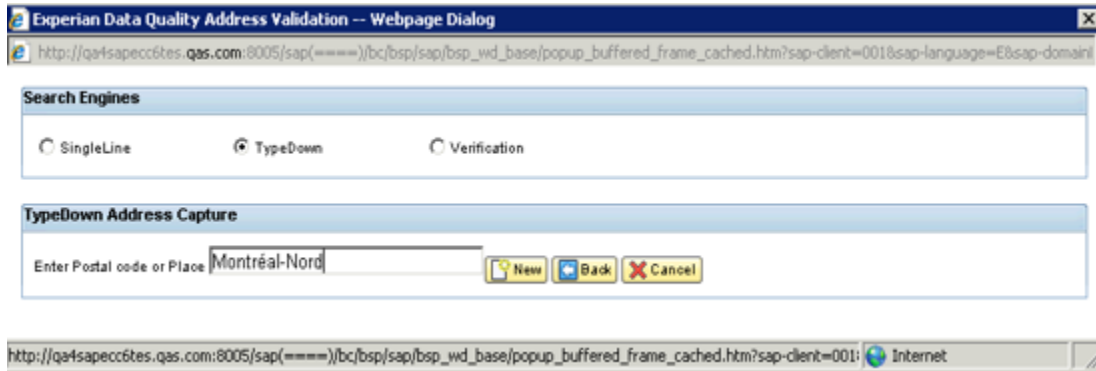 Experian Data Quality Address Validation -- Webpage Dialog
http://qa4sapecc6tes.qas.com:8005/sap(====)/bc/bsp/sap/bsp_wd_base/popup_buffered_frame_cached.htm?sap-client=001&sap-language=E&sap-domainl
Search Engines
SingleLine TypeDown Verification
TypeDown Address Capture
Enter Postal code or Place Montréal-Nord New Back Cancel
http://qa4sapecc6tes.qas.com:8005/sap(====)/bc/bsp/sap/bsp_wd_base/popup_buffered_frame_cached.htm?sap-client=001 Internet